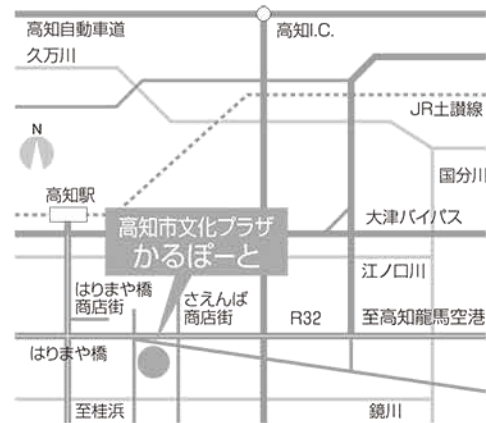 高知自動車道
高知I.C.
久万川
JR土讃線
N
国分川
高知駅
高知市文化プラザ
かるぽーと
大津バイパス
江ノ口川
はりまや橋
商店街
さえんば
商店街
R32
至高知龍馬空港
はりまや橋
至桂浜
鏡川